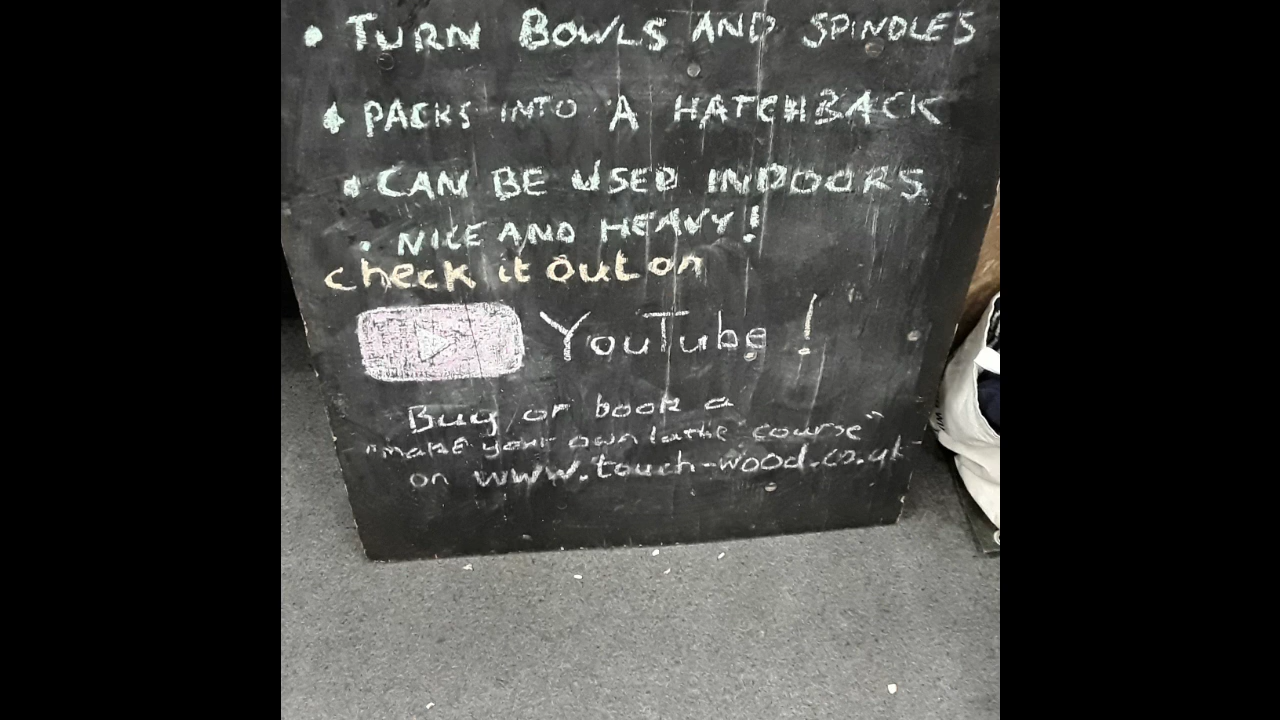 • TURN BOWLS AND SPINDLES
• PACKS INTO A HATCHBACK
• CAN BE USED INDOORS
• NICE AND HEAVY!
check it out on
YouTube!
Buy or book a
"make your own lathe course"
on www.touch-wood.co.uk